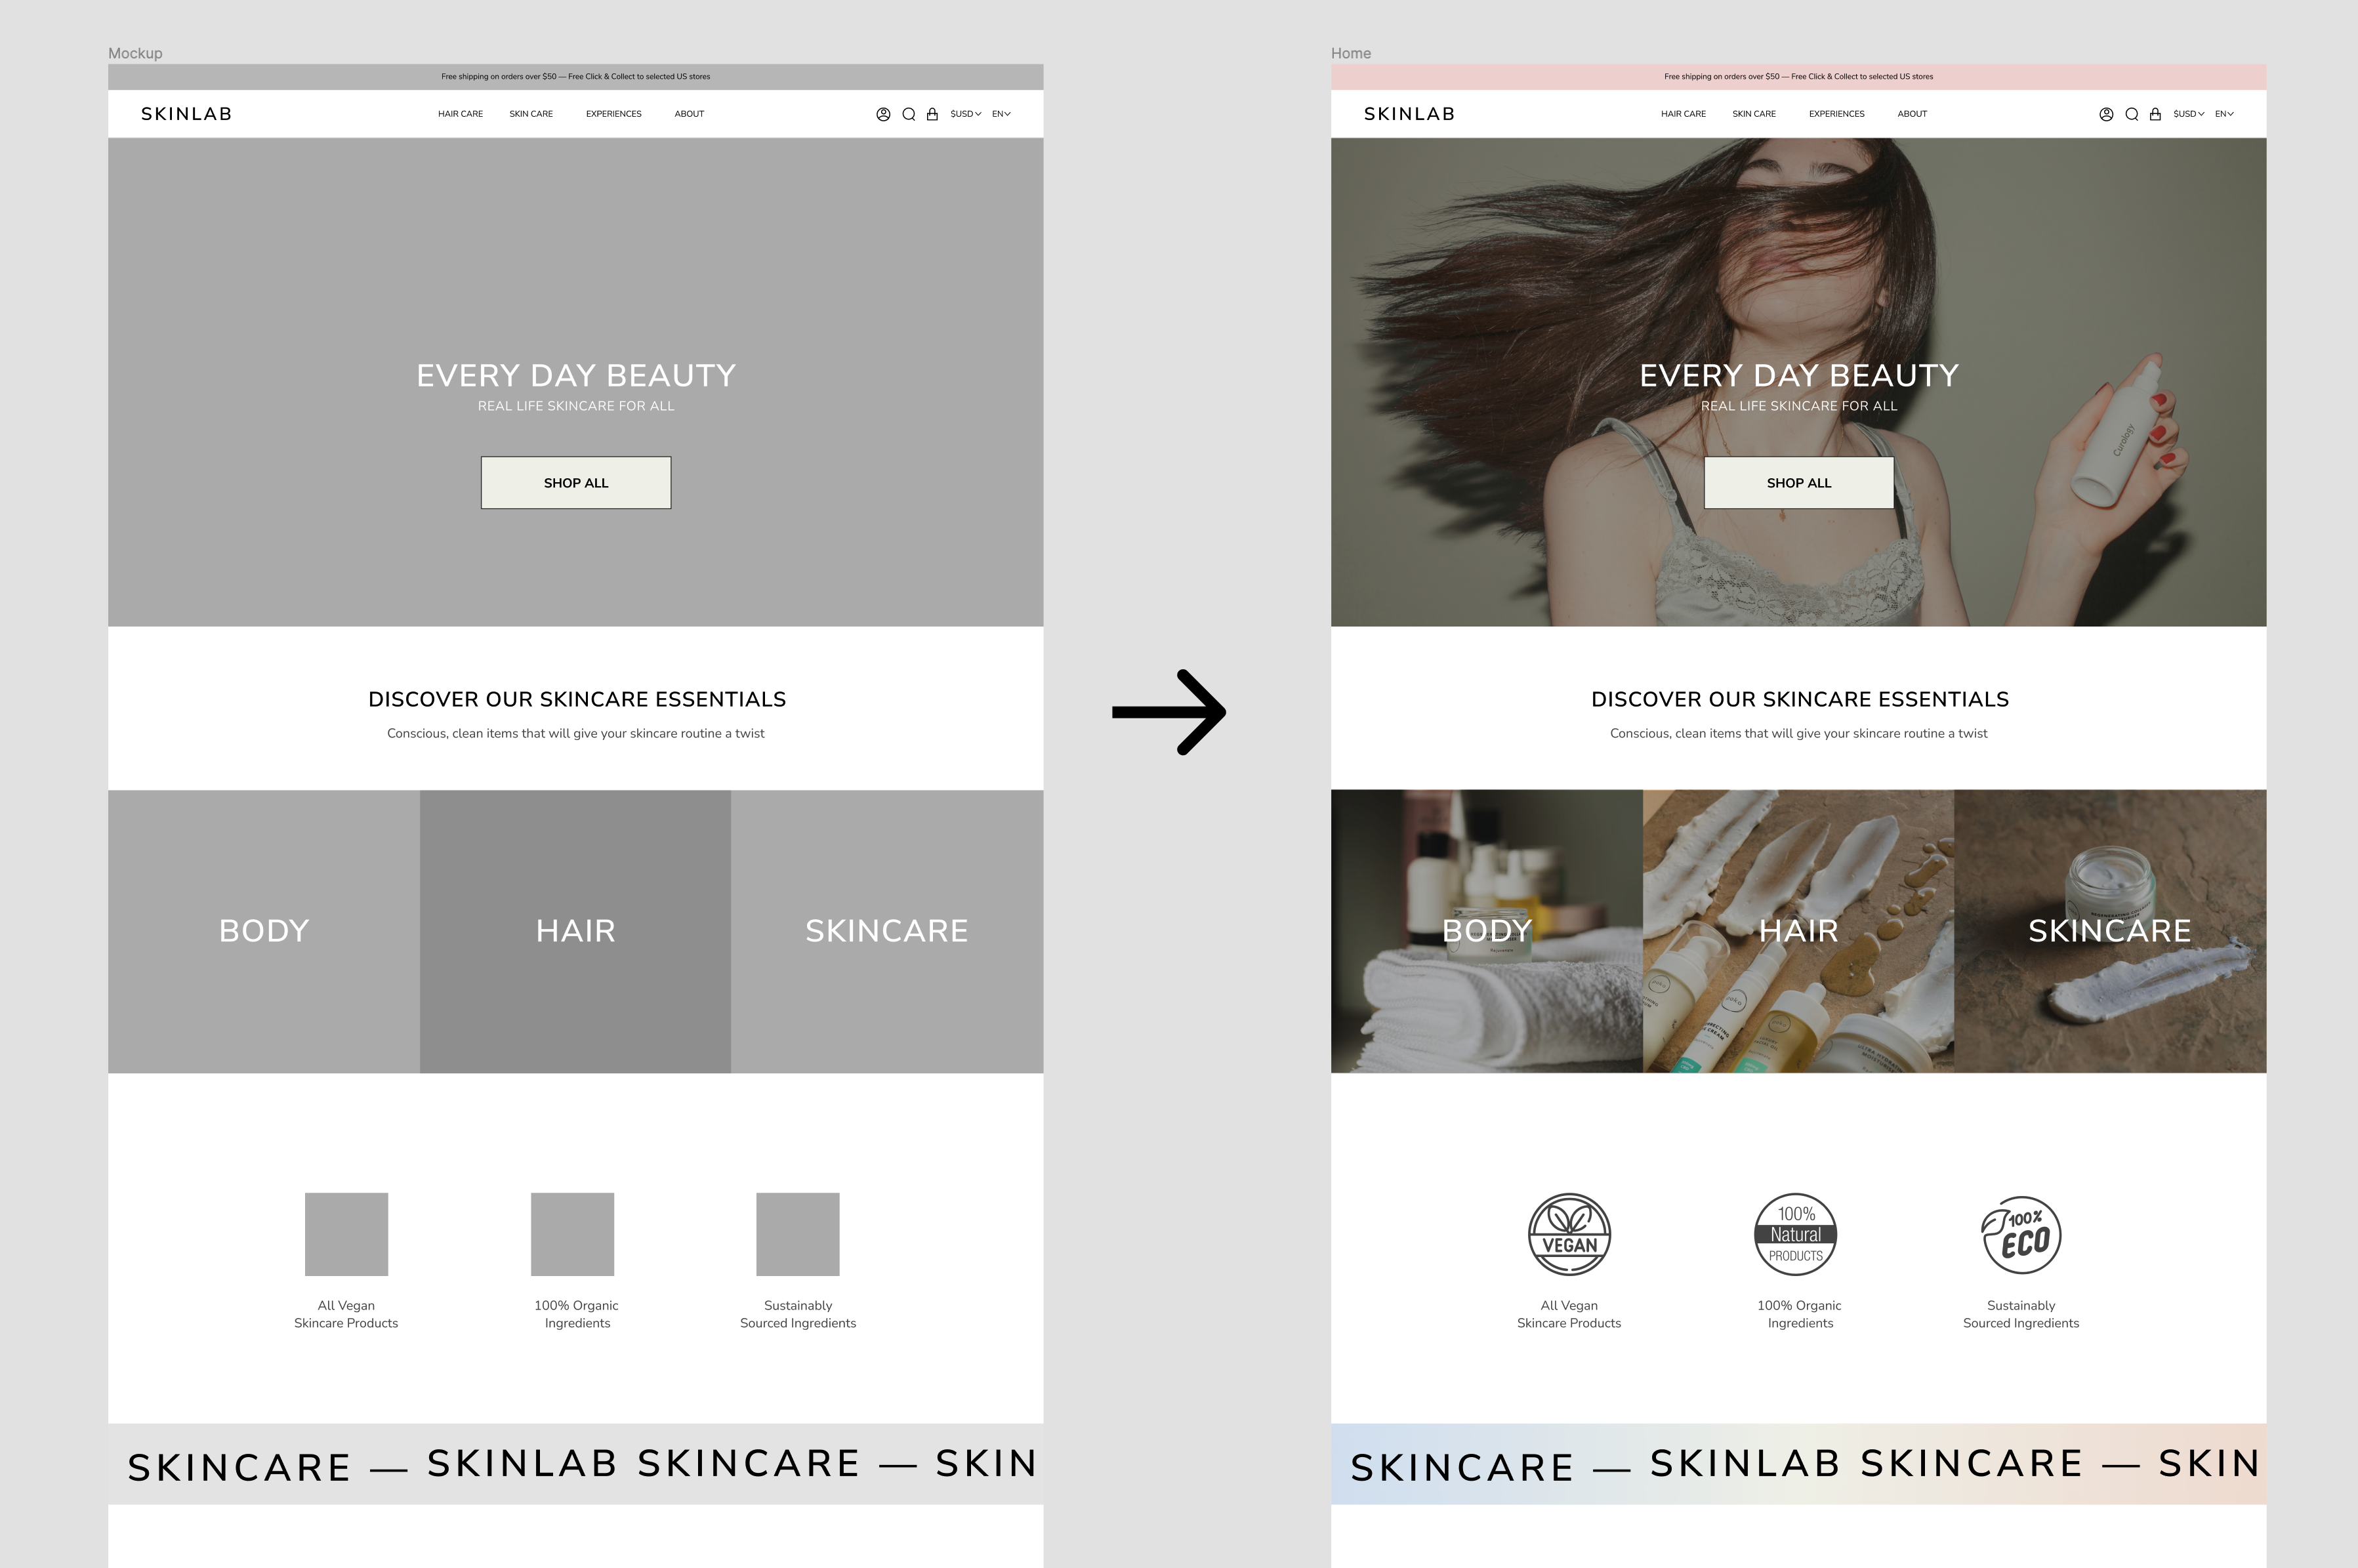 Mockup
Free shipping on orders over $50 — Free Click & Collect to selected US stores
SKINLAB
HAIR CARE SKIN CARE EXPERIENCES ABOUT
$USD EN
EVERY DAY BEAUTY
REAL LIFE SKINCARE FOR ALL
SHOP ALL
DISCOVER OUR SKINCARE ESSENTIALS
Conscious, clean items that will give your skincare routine a twist
BODY HAIR SKINCARE
All Vegan
Skincare Products
100% Organic
Ingredients
Sustainably
Sourced Ingredients
SKINCARE — SKINLAB SKINCARE — SKIN
Home
Free shipping on orders over $50 — Free Click & Collect to selected US stores
SKINLAB
HAIR CARE SKIN CARE EXPERIENCES ABOUT
$USD EN
Curology
EVERY DAY BEAUTY
REAL LIFE SKINCARE FOR ALL
SHOP ALL
DISCOVER OUR SKINCARE ESSENTIALS
Conscious, clean items that will give your skincare routine a twist
BODY HAIR SKINCARE
VEGAN
100%
Natural
PRODUCTS
100%
ECO
All Vegan
Skincare Products
100% Organic
Ingredients
Sustainably
Sourced Ingredients
SKINCARE — SKINLAB SKINCARE — SKIN